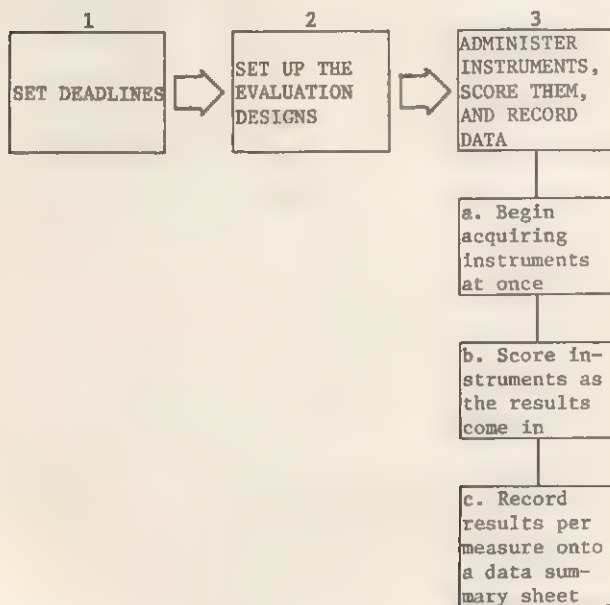 1
SET DEADLINES
2
SET UP THE
EVALUATION
DESIGNS
3
ADMINISTER
INSTRUMENTS,
SCORE THEM,
AND RECORD
DATA
a. Begin
acquiring
instruments
at once
b. Score in-
struments as
the results
come in
c. Record
results per
measure onto
a data sum-
mary sheet